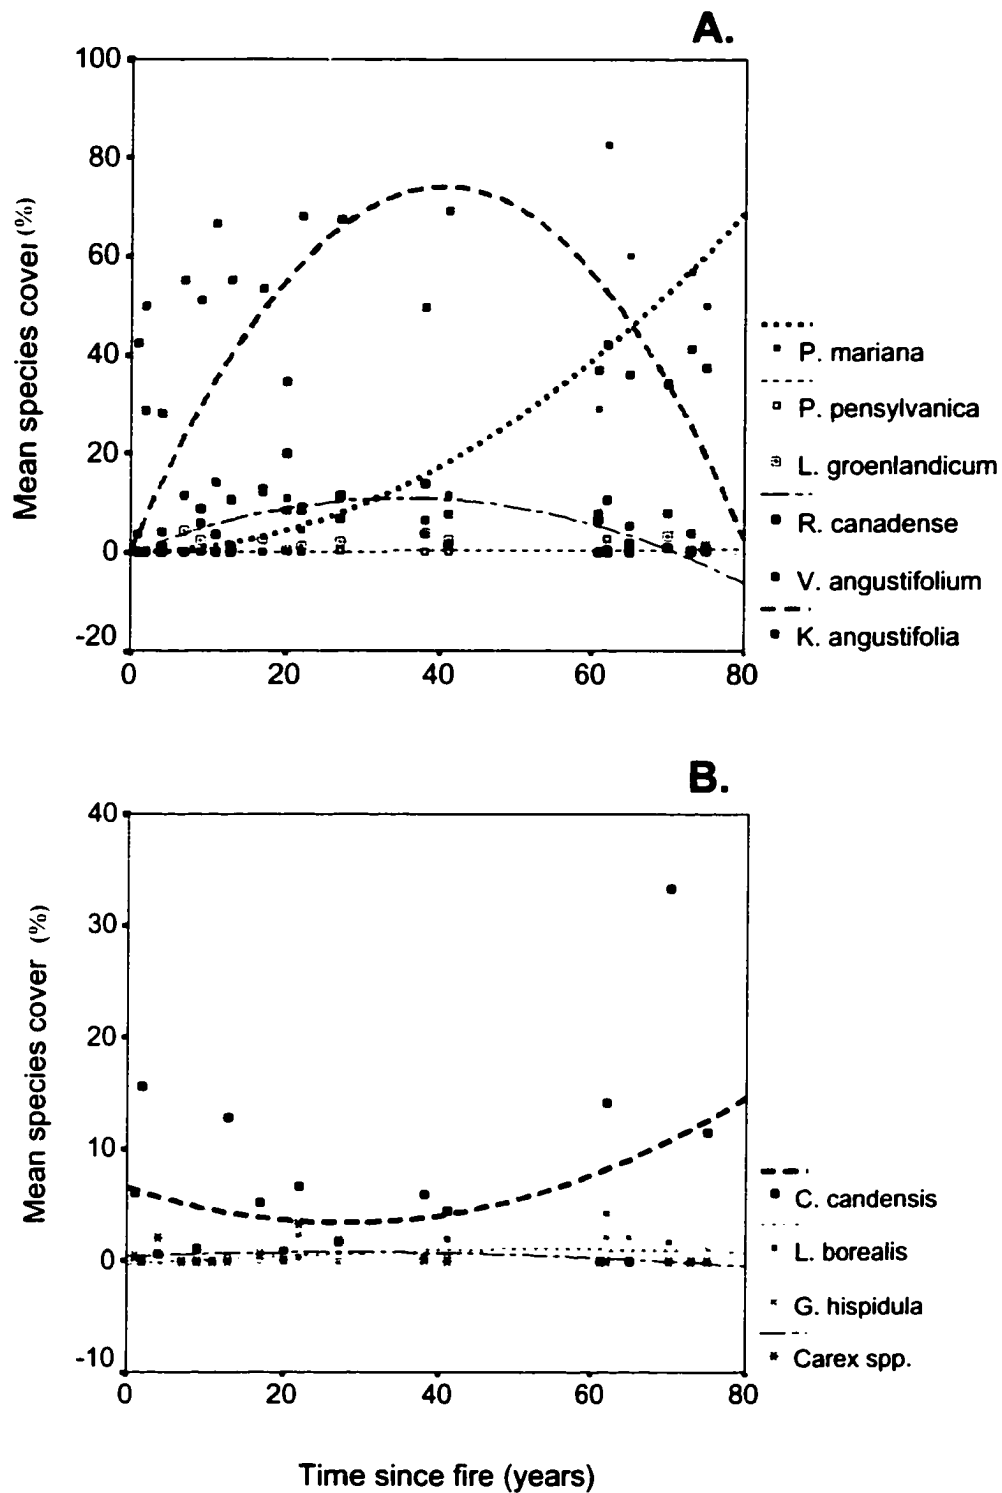 A.
100
80
60
40
20
0
-20
Mean species cover (%)
0 20 40 60 80
P. mariana
P. pensylvanica
L. groenlandicum
R. canadense
V. angustifolium
K. angustifolia
B.
40
30
20
10
0
-10
Mean species cover (%)
0 20 40 60 80
C. candensis
L. borealis
G. hispidula
Carex spp.
Time since fire (years)